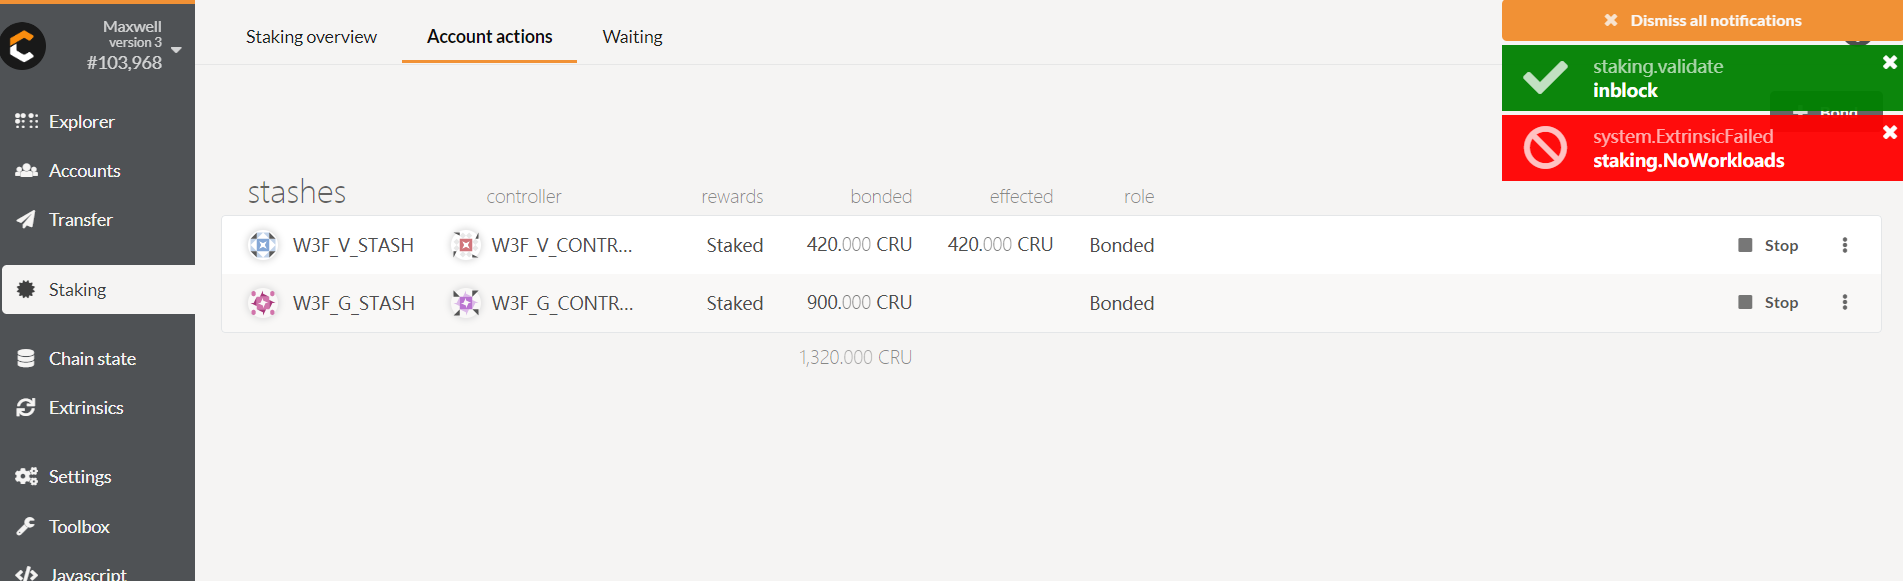 Maxwell
version 3
#103,968
Explorer
Accounts
Transfer
Staking
Chain state
Extrinsics
Settings
Toolbox
Javascript
Staking overview
Account actions
Waiting
Dismiss all notifications
staking.validate
inblock
Bond
system.ExtrinsicFailed
staking.NoWorkloads
stashes controller rewards bonded effected role
W3F_V_STASH W3F_V_CONTR... Staked 420.000 CRU 420.000 CRU Bonded Stop
W3F_G_STASH W3F_G_CONTR... Staked 900.000 CRU Bonded Stop
1,320.000 CRU